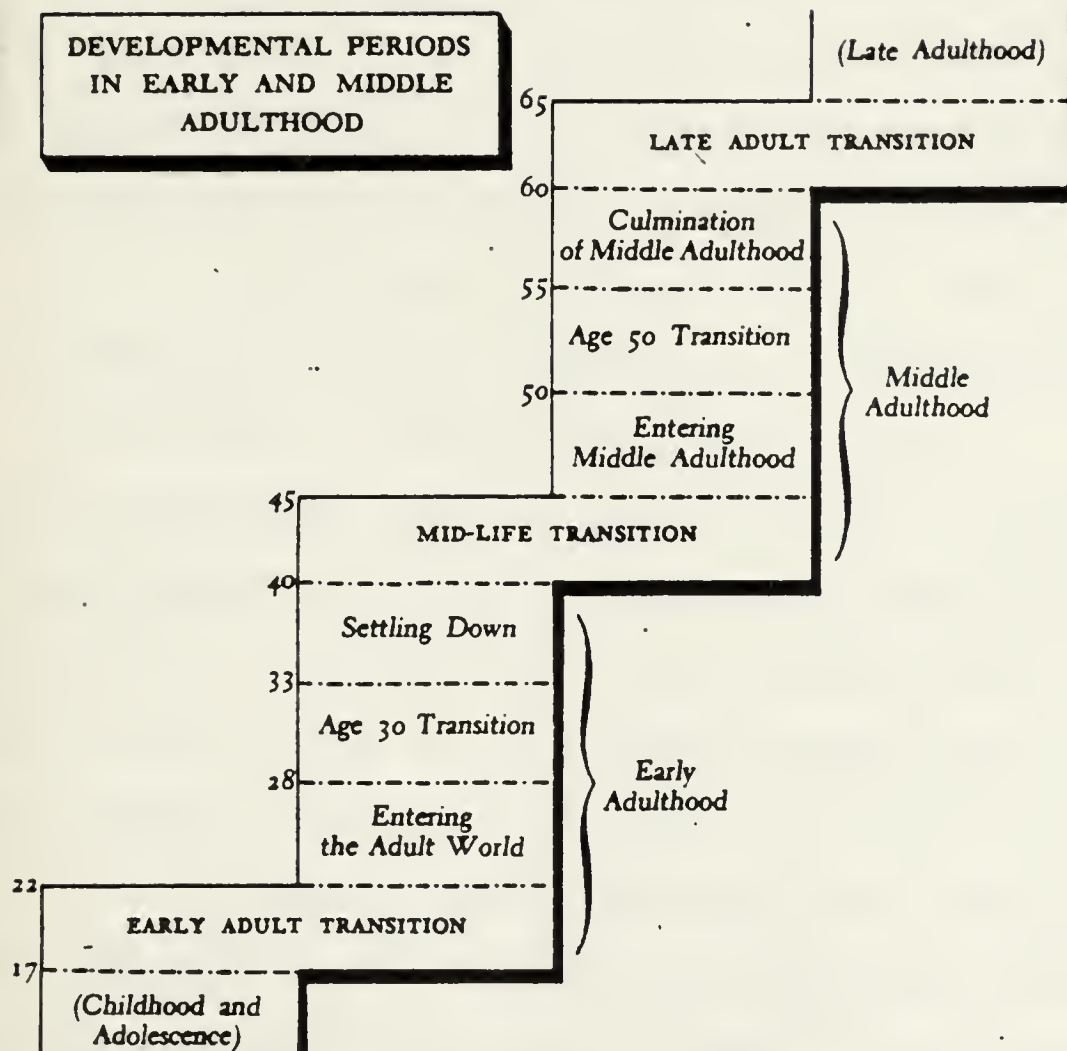 DEVELOPMENTAL PERIODS
IN EARLY AND MIDDLE
ADULTHOOD
(Late Adulthood)
65
LATE ADULT TRANSITION
60
Culmination
of Middle Adulthood
55
Age 50 Transition
50
Middle
Adulthood
Entering
Middle Adulthood
45
MID-LIFE TRANSITION
40
Settling Down
33
Age 30 Transition
28
Early
Adulthood
Entering
the Adult World
22
EARLY ADULT TRANSITION
17
(Childhood and
Adolescence)